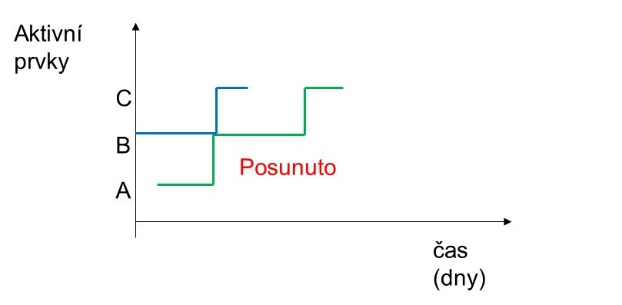 Aktivní
prvky
C
B
Posunuto
A
čas
(dny)